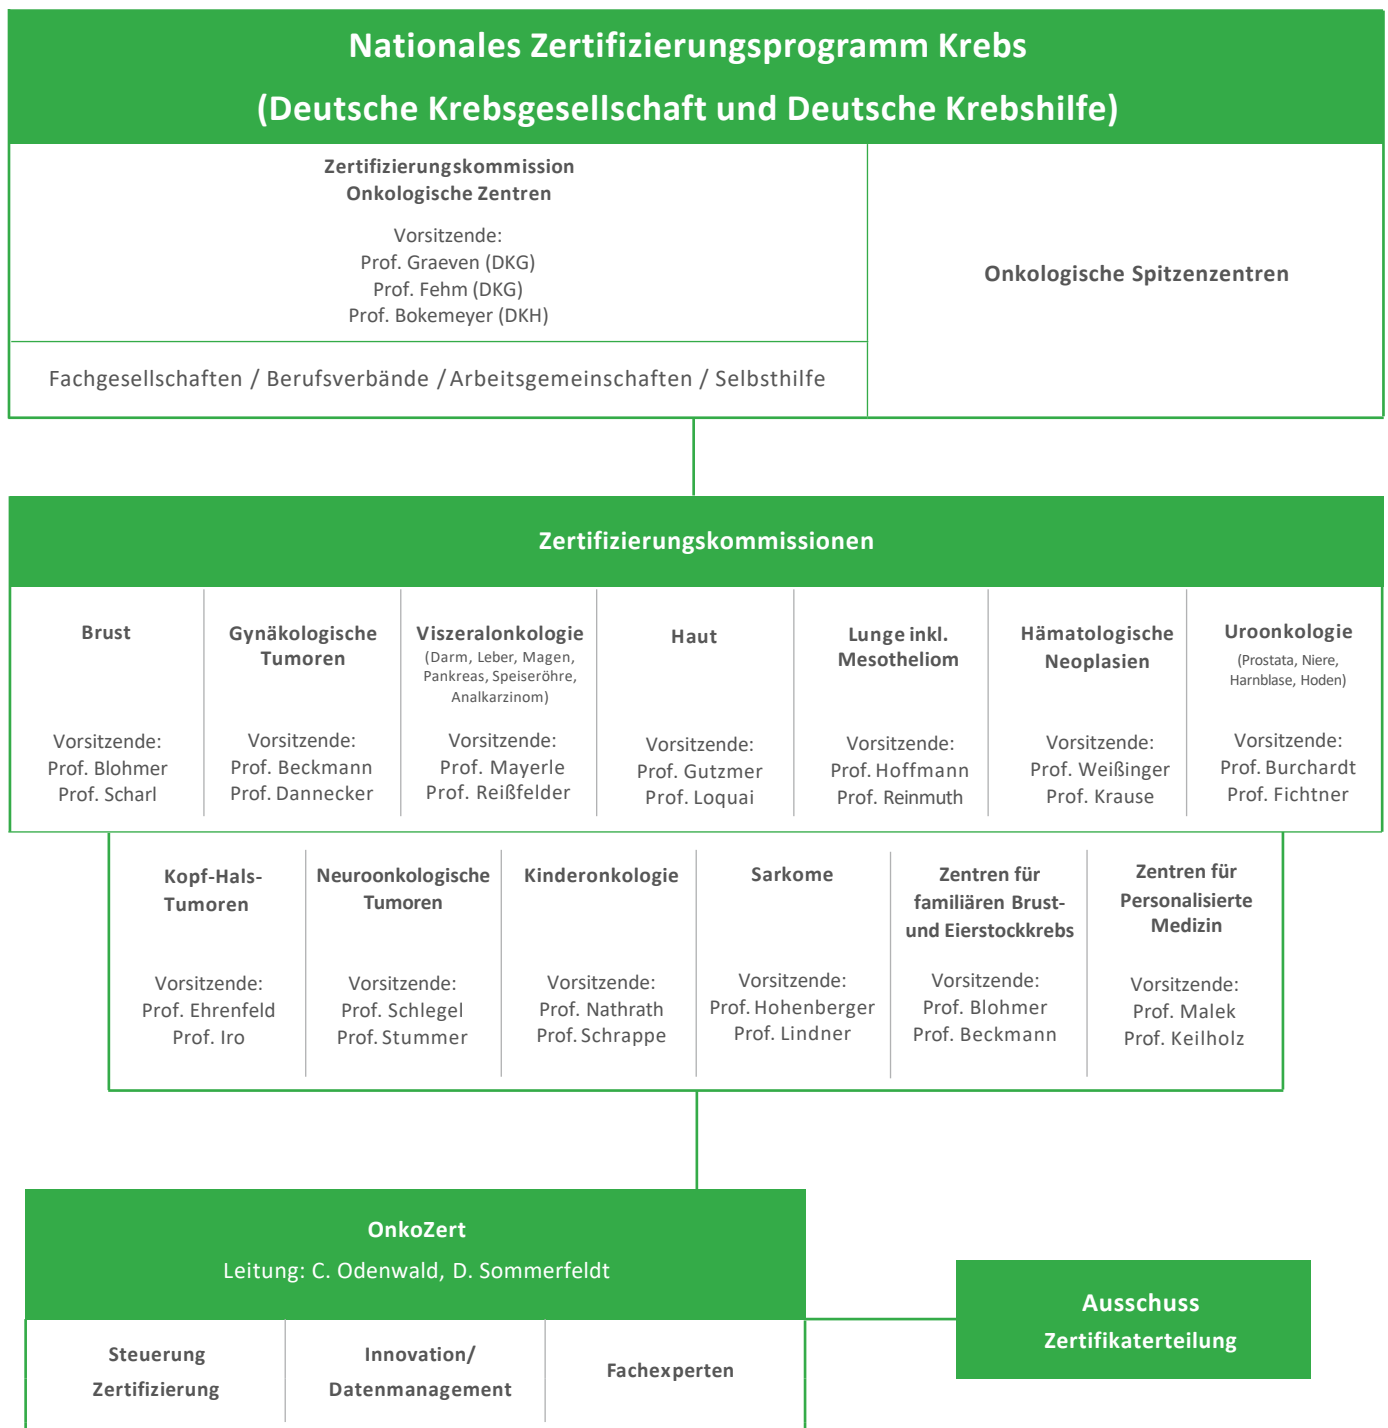 Nationales Zertifizierungsprogramm Krebs
(Deutsche Krebsgesellschaft und Deutsche Krebshilfe)
Zertifizierungskommission
Onkologische Zentren
Vorsitzende:
Prof. Graeven (DKG)
Prof. Fehm (DKG)
Prof. Bokemeyer (DKH)
Fachgesellschaften / Berufsverbände / Arbeitsgemeinschaften / Selbsthilfe
Onkologische Spitzenzentren
Zertifizierungskommissionen
Brust
Vorsitzende:
Prof. Blohmer
Prof. Scharl
Gynäkologische
Tumoren
Vorsitzende:
Prof. Beckmann
Prof. Dannecker
Viszeralonkologie
(Darm, Leber, Magen,
Pankreas, Speiseröhre,
Analkarzinom)
Vorsitzende:
Prof. Mayerle
Prof. Reißfelder
Haut
Vorsitzende:
Prof. Gutzmer
Prof. Loquai
Lunge inkl.
Mesotheliom
Vorsitzende:
Prof. Hoffmann
Prof. Reinmuth
Hämatologische
Neoplasien
Vorsitzende:
Prof. Weißinger
Prof. Krause
Uroonkologie
(Prostata, Niere,
Harnblase, Hoden)
Vorsitzende:
Prof. Burchardt
Prof. Fichtner
Kopf-Hals-
Tumoren
Vorsitzende:
Prof. Ehrenfeld
Prof. Iro
Neuroonkologische
Tumoren
Vorsitzende:
Prof. Schlegel
Prof. Stummer
Kinderonkologie
Vorsitzende:
Prof. Nathrath
Prof. Schrappe
Sarkome
Vorsitzende:
Prof. Hohenberger
Prof. Lindner
Zentren für
familiären Brust-
und Eierstockkrebs
Vorsitzende:
Prof. Blohmer
Prof. Beckmann
Zentren für
Personalisierte
Medizin
Vorsitzende:
Prof. Malek
Prof. Keilholz
OnkoZert
Leitung: C. Odenwald, D. Sommerfeldt
Steuerung
Zertifizierung
Innovation/
Datenmanagement
Fachexperten
Ausschuss
Zertifikaterteilung